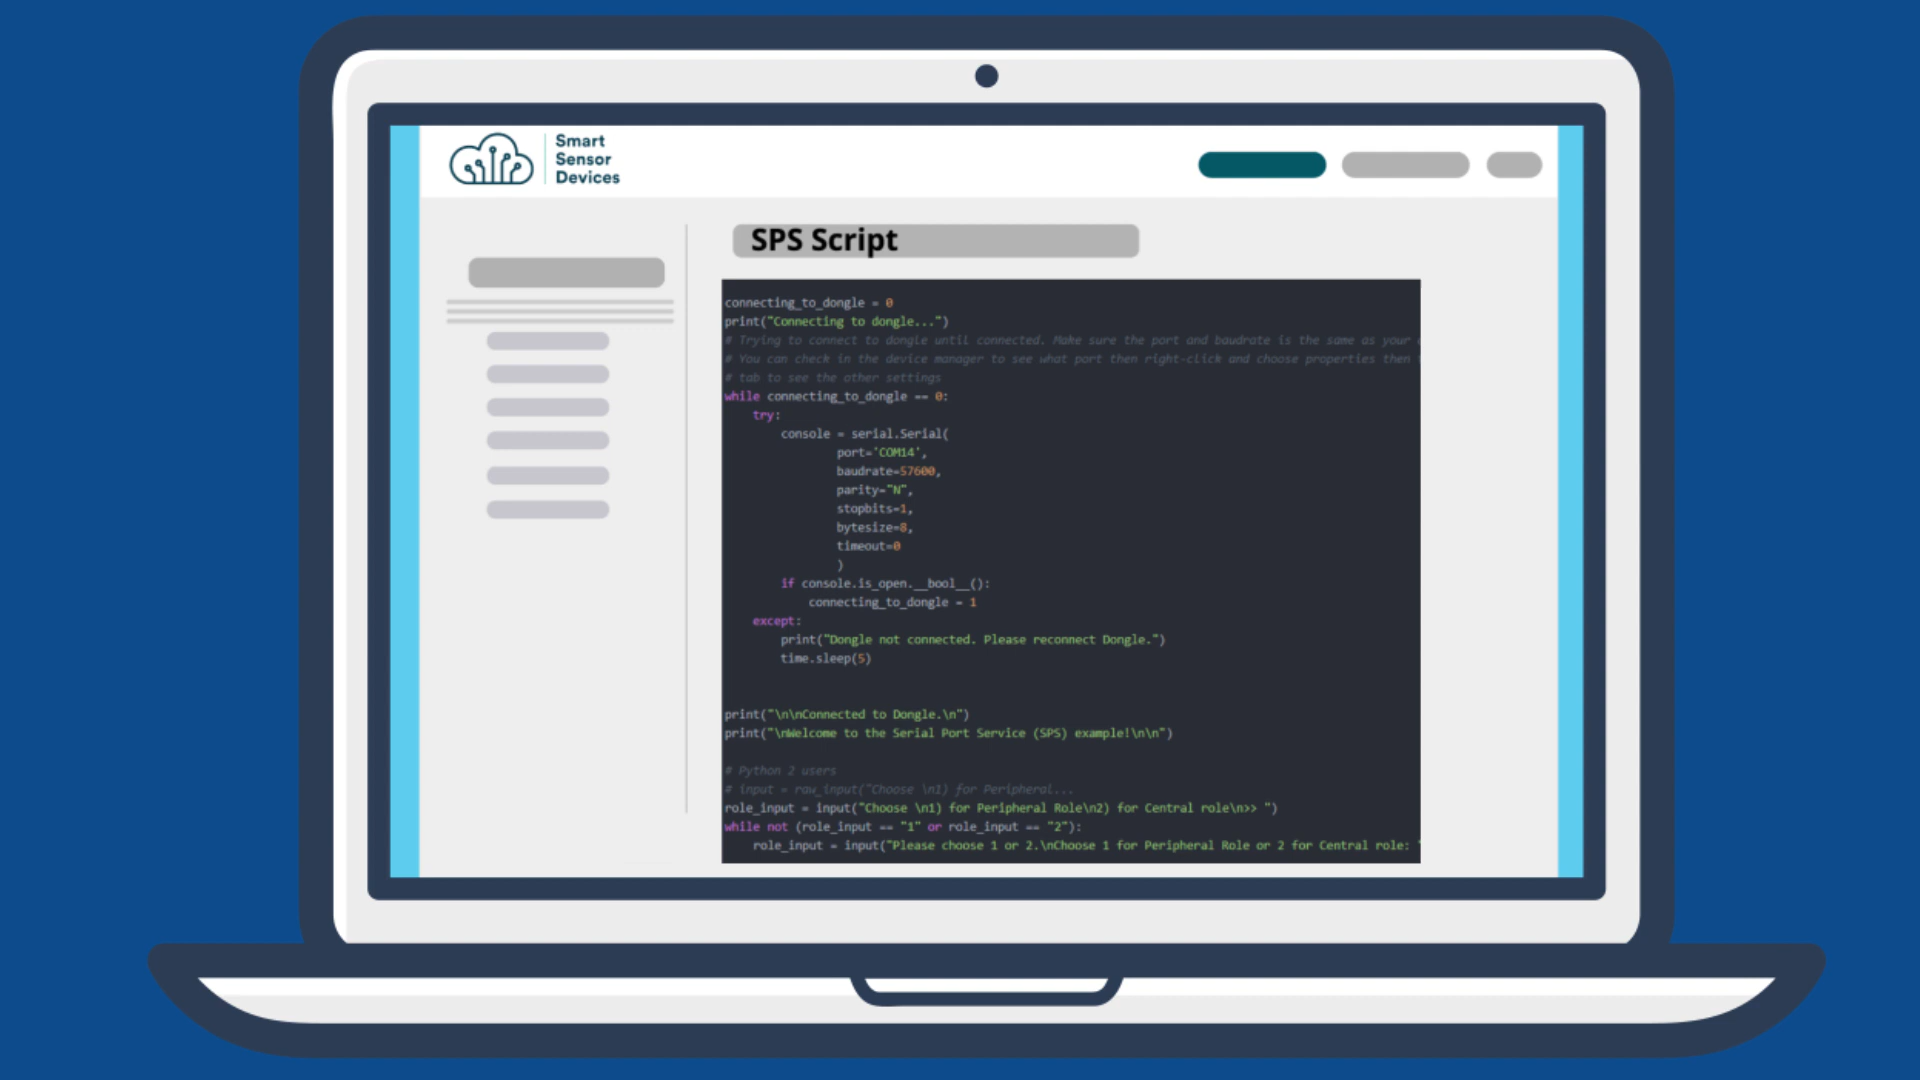 Smart
Sensor
Devices
SPS Script
connecting_to_dongle = 0
print("Connecting to dongle...")
# Trying to connect to dongle until connected. Make sure the port and baudrate is the same as your
# You can check in the device manager to see what port then right-click and choose properties then
# tab to see the other settings
while connecting_to_dongle == 0:
    try:
        console = serial.Serial(
                port='COM14',
                baudrate=57600,
                parity="N",
                stopbits=1,
                bytesize=8,
                timeout=0
                )
        if console.is_open.__bool__():
            connecting_to_dongle = 1
    except:
        print("Dongle not connected. Please reconnect Dongle.")
        time.sleep(5)
print("\n\nConnected to Dongle.\n")
print("\nWelcome to the Serial Port Service (SPS) example!\n\n")
# Python 2 users
# input = raw_input("Choose \n1) for Peripheral...
role_input = input("Choose \n1) for Peripheral Role\n2) for Central role\n>> ")
while not (role_input == "1" or role_input == "2"):
    role_input = input("Please choose 1 or 2.\nChoose 1 for Peripheral Role or 2 for Central role: